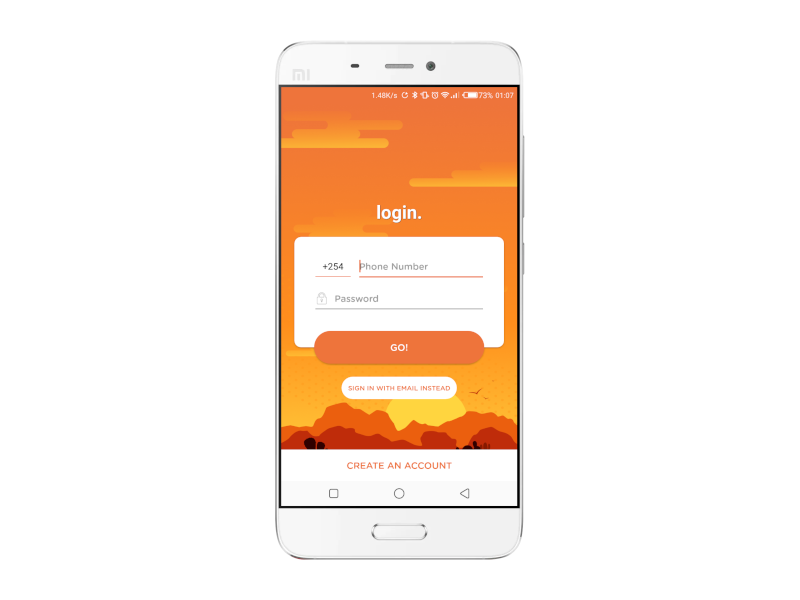 MI
1.48K/s 73% 01:07
login.
+254 Phone Number
Password
GO!
SIGN IN WITH EMAIL INSTEAD
CREATE AN ACCOUNT